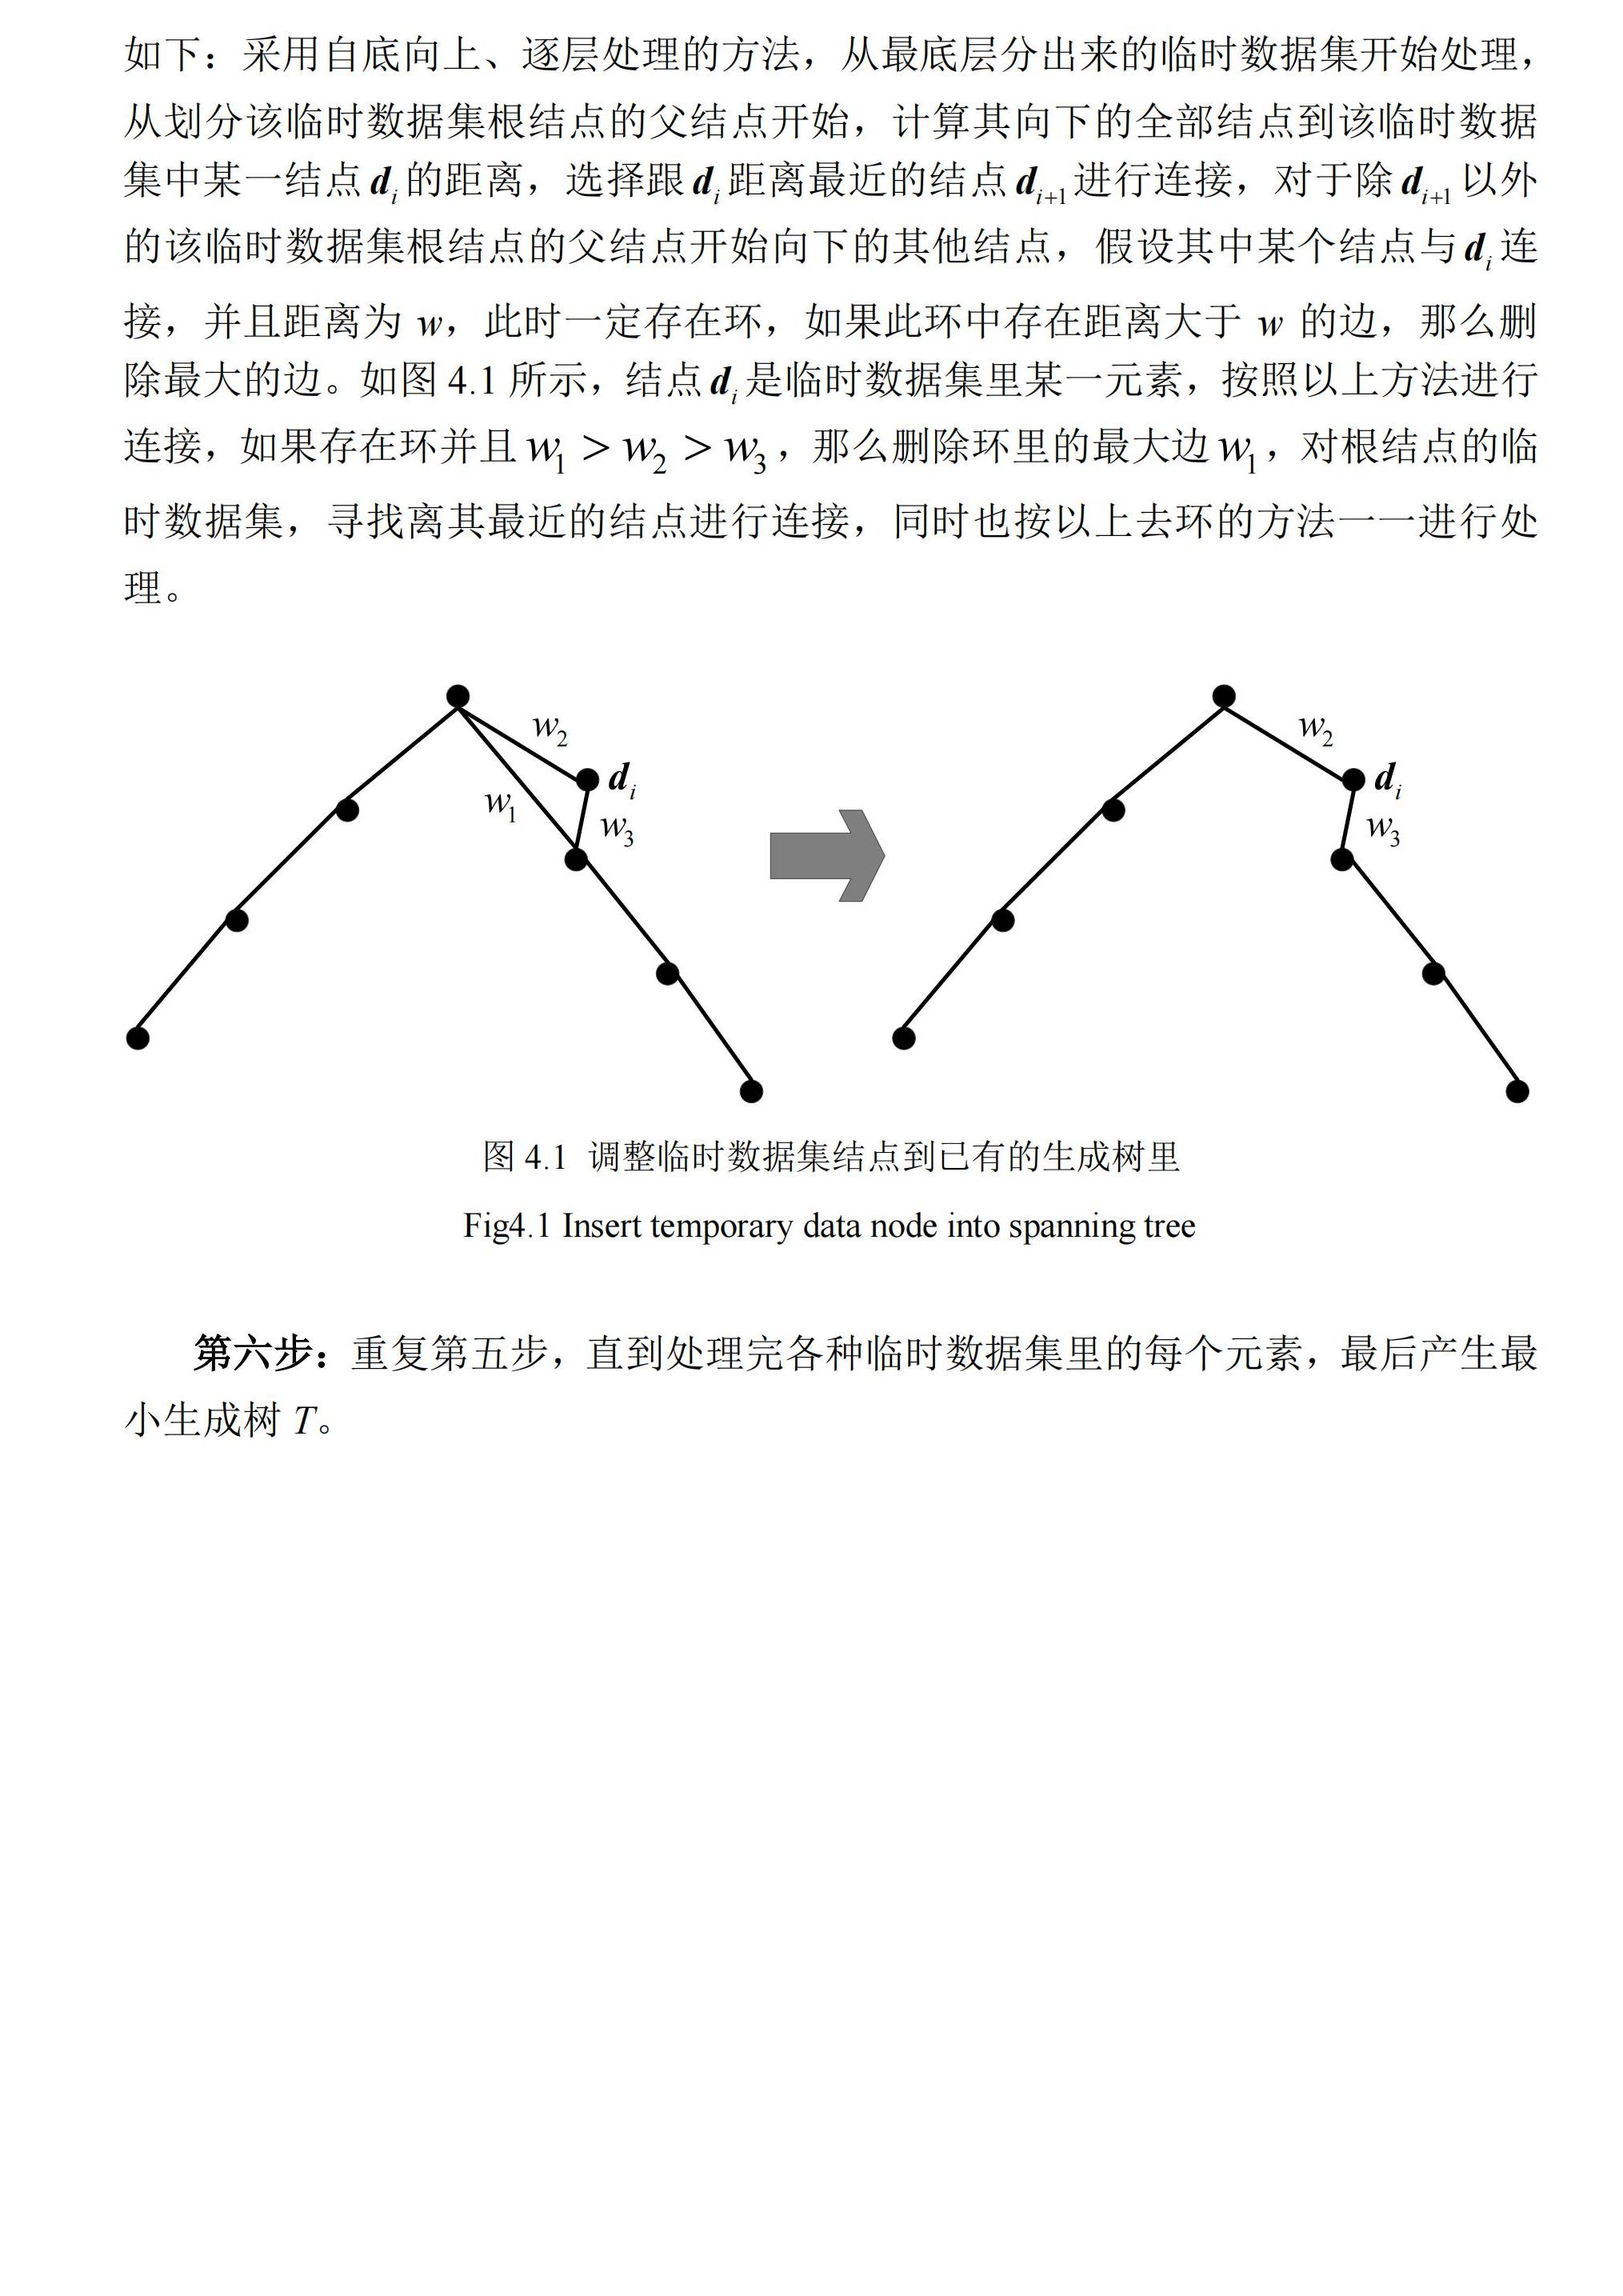 如下：采用自底向上、逐层处理的方法，从最底层分出来的临时数据集开始处理，
从划分该临时数据集根结点的父结点开始，计算其向下的全部结点到该临时数据
集中某一结点 d_i 的距离，选择跟 d_i 距离最近的结点 d_{i+1} 进行连接，对于除 d_{i+1} 以外
的该临时数据集根结点的父结点开始向下的其他结点，假设其中某个结点与 d_i 连
接，并且距离为 w，此时一定存在环，如果此环中存在距离大于 w 的边，那么删
除最大的边。如图 4.1 所示，结点 d_i 是临时数据集里某一元素，按照以上方法进行
连接，如果存在环并且 w_1 > w_2 > w_3，那么删除环里的最大边 w_1，对根结点的临
时数据集，寻找离其最近的结点进行连接，同时也按以上去环的方法一一进行处
理。
w_2
d_i
w_1
w_3
w_2
d_i
w_3
图 4.1 调整临时数据集结点到已有的生成树里
Fig4.1 Insert temporary data node into spanning tree
第六步：重复第五步，直到处理完各种临时数据集里的每个元素，最后产生最
小生成树 T。